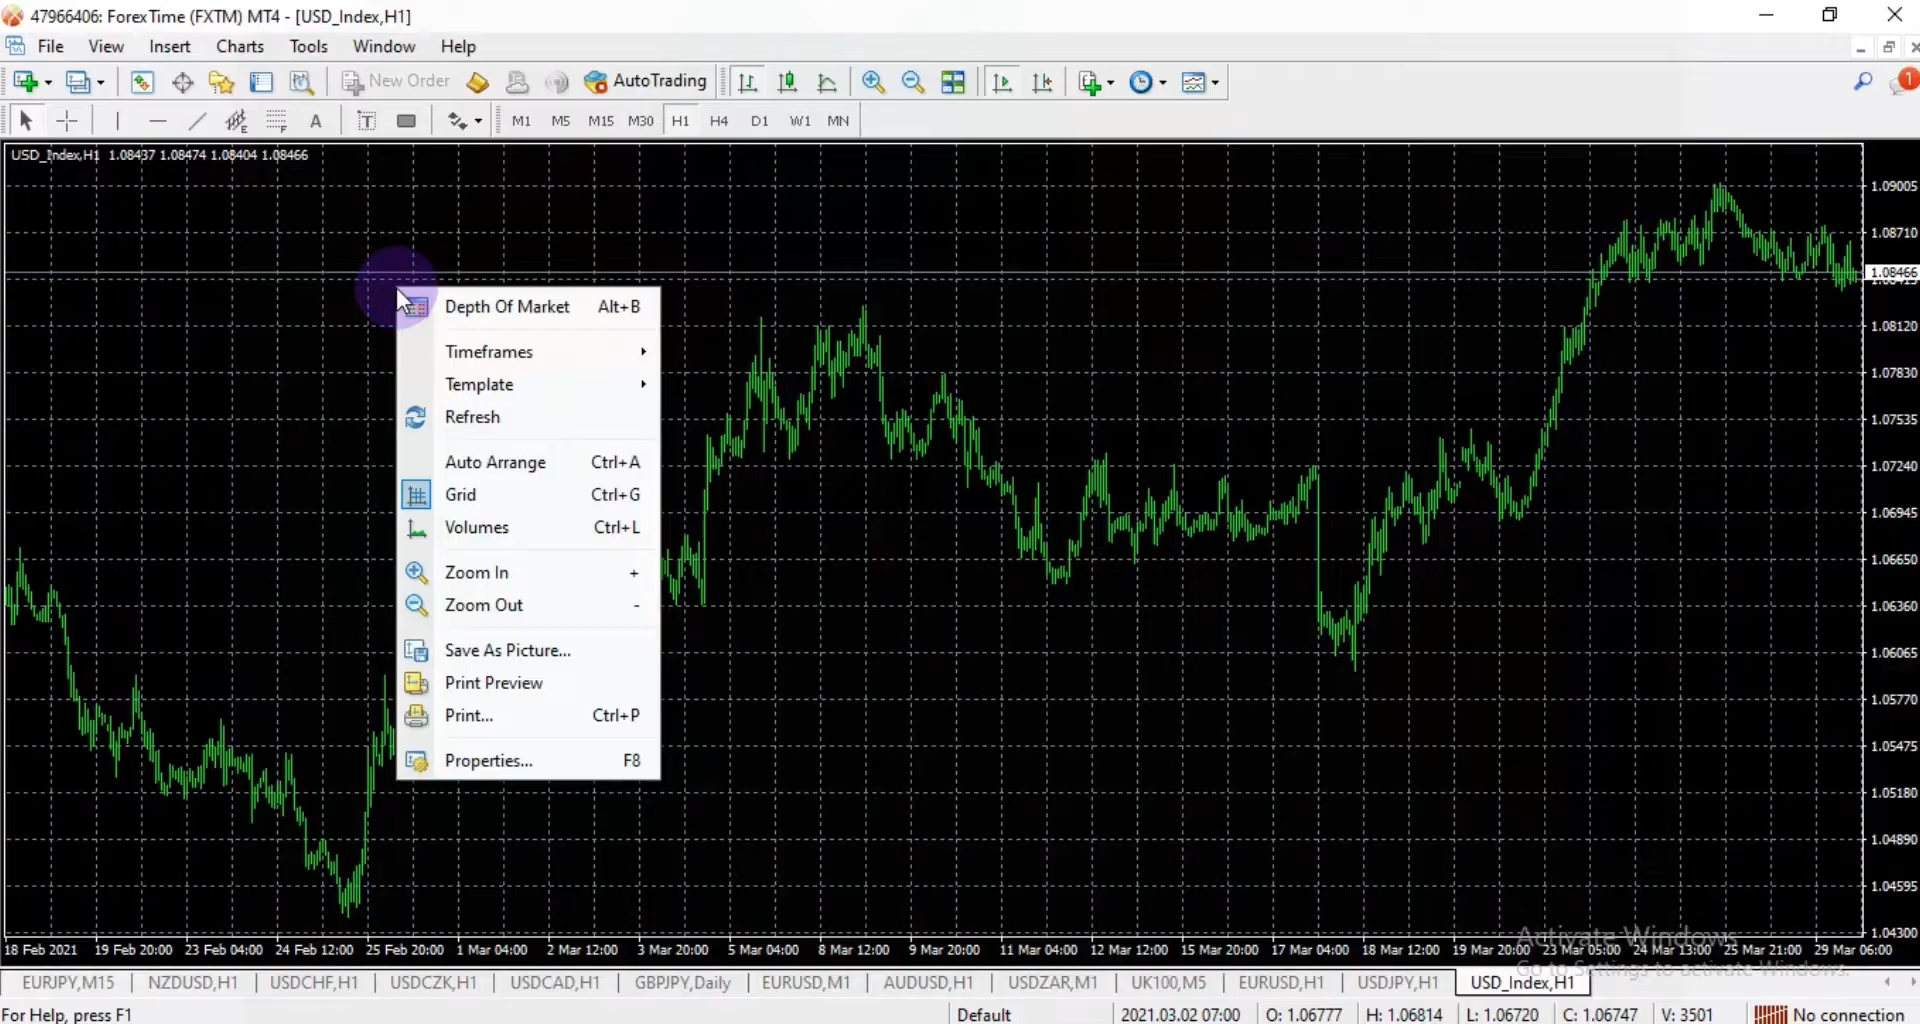 47966406: ForexTime (FXTM) MT4 - [USD_Index,H1]
File View Insert Charts Tools Window Help
New Order AutoTrading 1
A T M1 M5 M15 M30 H1 H4 D1 W1 MN
USD_Index,H1 1.08437 1.08474 1.08404 1.08466
1.09005
1.08710
1.08466
1.08415
1.08120
1.07830
1.07535
1.07240
1.06945
1.06650
1.06360
1.06065
1.05770
1.05475
1.05180
1.04890
1.04595
1.04300
Depth Of Market Alt+B
Timeframes
Template
Refresh
Auto Arrange Ctrl+A
Grid Ctrl+G
Volumes Ctrl+L
Zoom In +
Zoom Out -
Save As Picture...
Print Preview
Print... Ctrl+P
Properties... F8
Activate Windows
18 Feb 2021 19 Feb 20:00 23 Feb 04:00 24 Feb 12:00 25 Feb 20:00 1 Mar 04:00 2 Mar 12:00 3 Mar 20:00 5 Mar 04:00 8 Mar 12:00 9 Mar 20:00 11 Mar 04:00 12 Mar 12:00 15 Mar 20:00 17 Mar 04:00 18 Mar 12:00 19 Mar 20:00 23 Mar 05:00 24 Mar 13:00 25 Mar 21:00 29 Mar 06:00
Go to Settings to activate Windows.
EURJPY,M15 NZDUSD,H1 USDCHF,H1 USDCZK,H1 USDCAD,H1 GBPJPY,Daily EURUSD,M1 AUDUSD,H1 USDZAR,M1 UK100,M5 EURUSD,H1 USDJPY,H1 USD_Index,H1
For Help, press F1 Default 2021.03.02 07:00 O: 1.06777 H: 1.06814 L: 1.06720 C: 1.06747 V: 3501 No connection